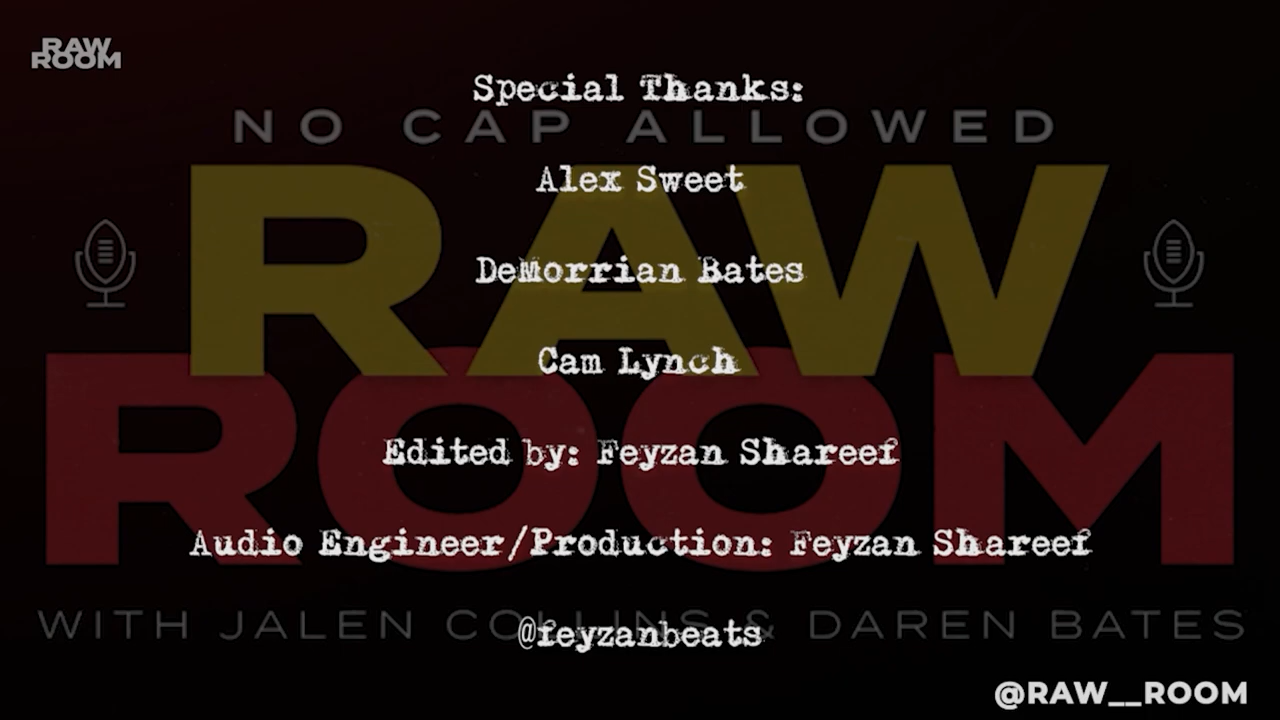 RAW
ROOM
Special Thanks:
NO CAP ALLOWED
Alex Sweet
RAW
DeMorrian Bates
Cam Lynch
ROOM
Edited by: Feyzan Shareef
Audio Engineer/Production: Feyzan Shareef
WITH JALEN COLLINS & DAREN BATES
@feyzanbeats
@RAW__ROOM